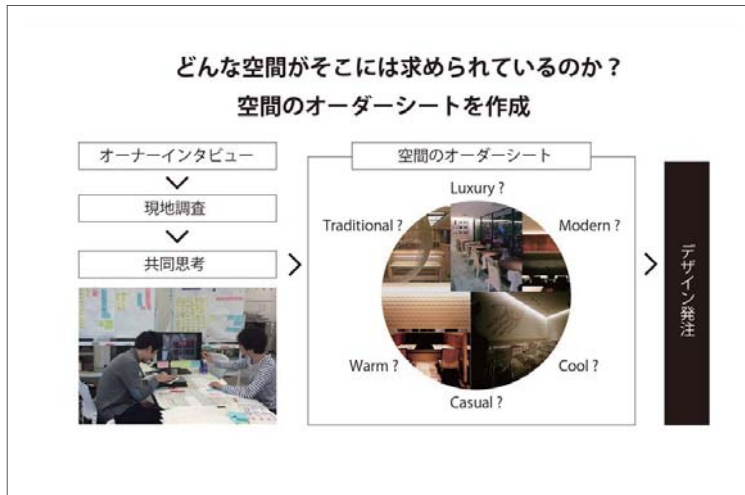 どんな空間がそこには求められているのか？
空間のオーダーシートを作成
オーナーインタビュー
現地調査
共同思考
空間のオーダーシート
Luxury ?
Traditional ?
Modern ?
Warm ?
Cool ?
Casual ?
デザイン発注